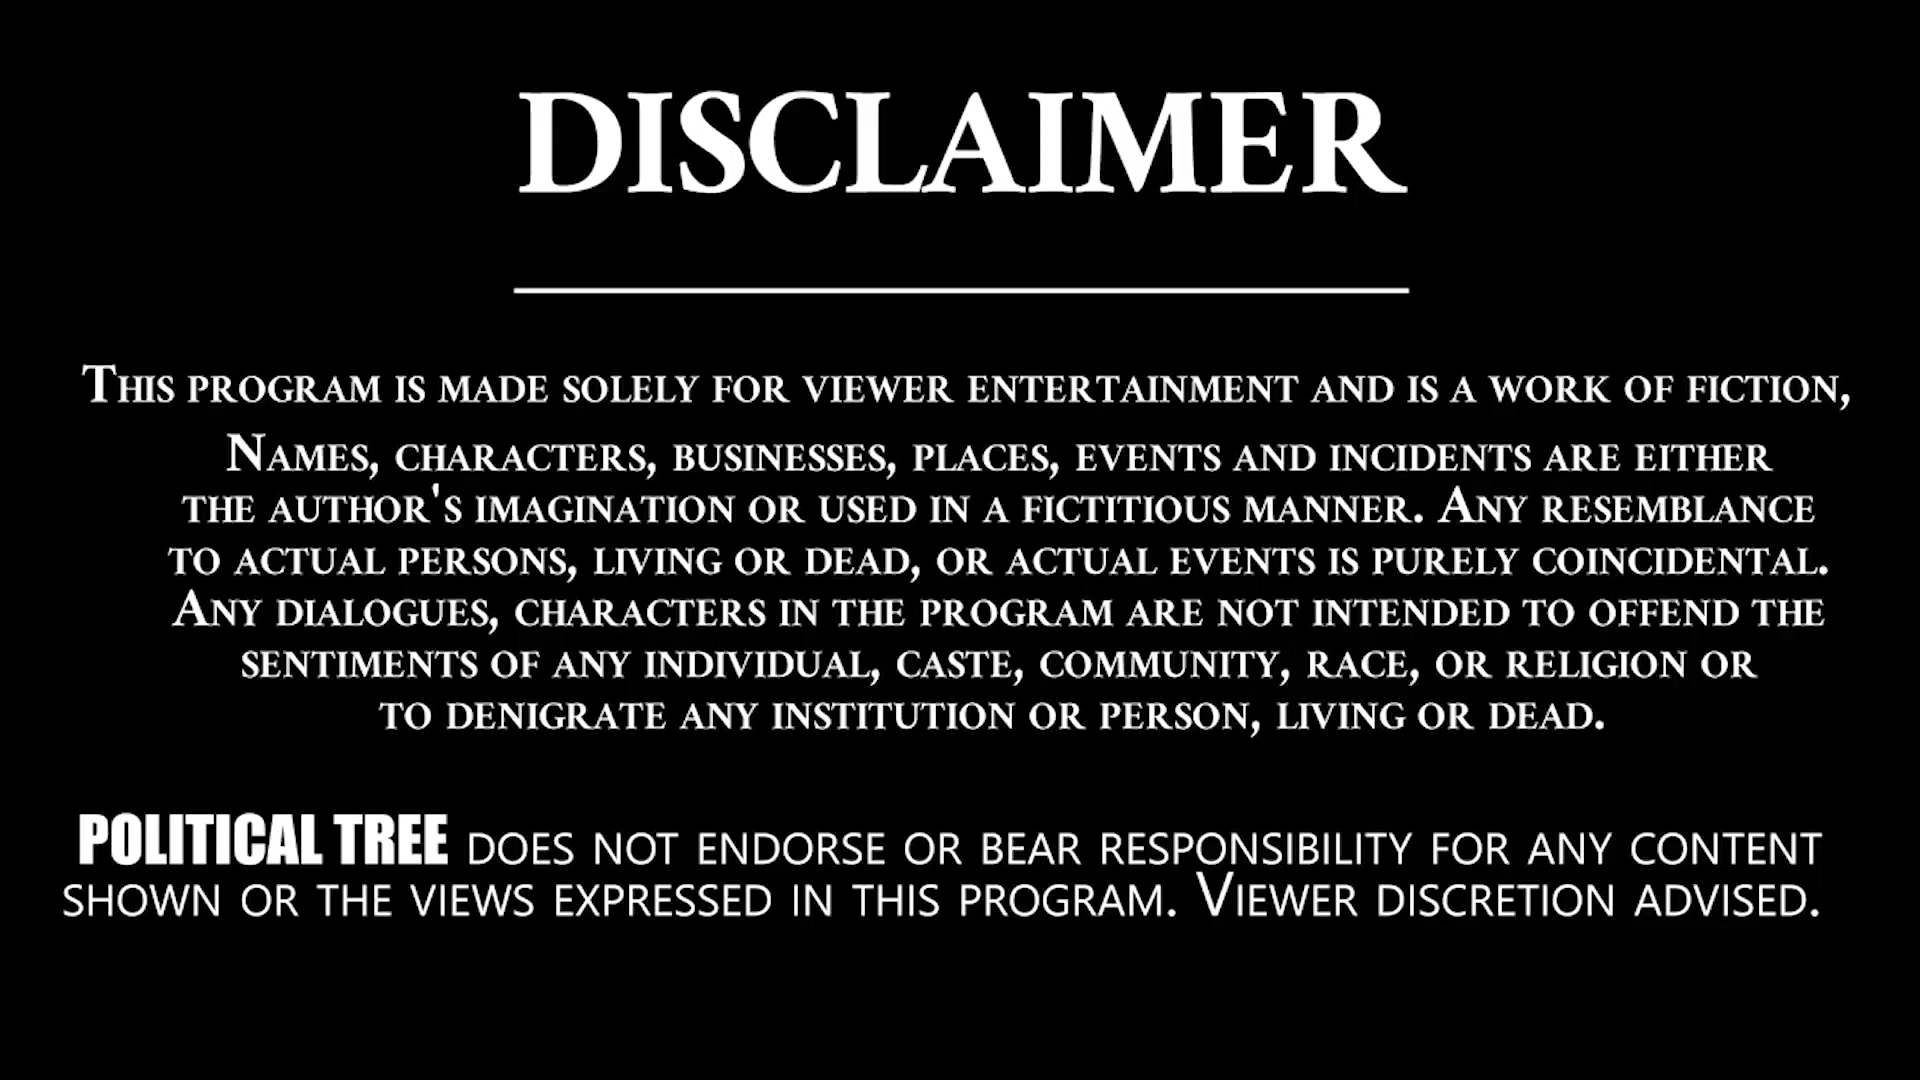 DISCLAIMER
This program is made solely for viewer entertainment and is a work of fiction,
Names, characters, businesses, places, events and incidents are either
the author's imagination or used in a fictitious manner. Any resemblance
to actual persons, living or dead, or actual events is purely coincidental.
Any dialogues, characters in the program are not intended to offend the
sentiments of any individual, caste, community, race, or religion or
to denigrate any institution or person, living or dead.
POLITICAL TREE does not endorse or bear responsibility for any content
shown or the views expressed in this program. Viewer discretion advised.